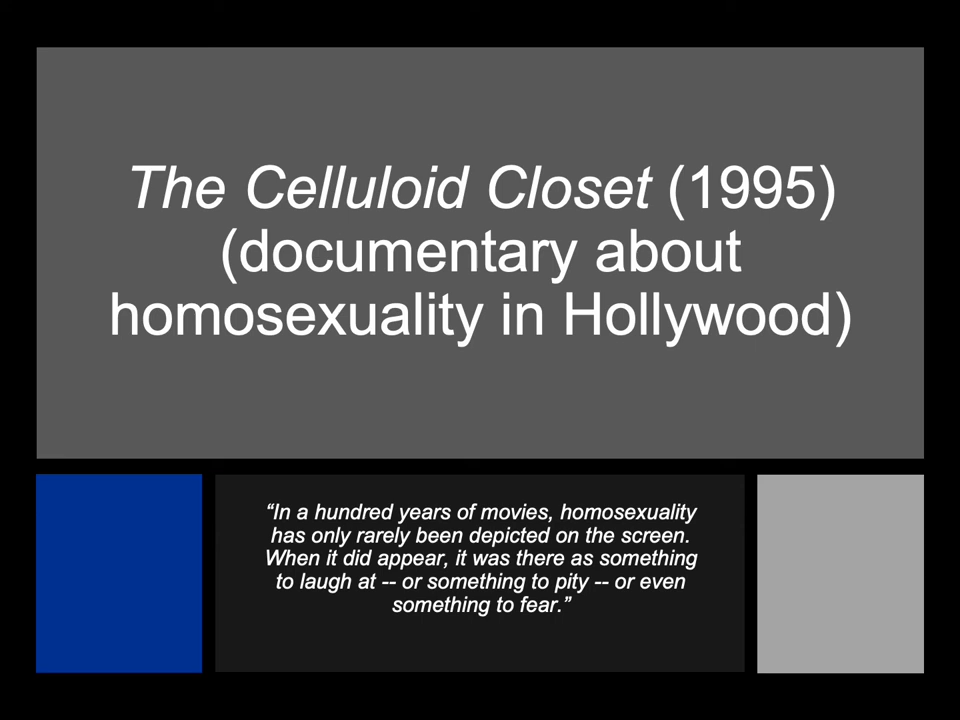 The Celluloid Closet (1995)
(documentary about
homosexuality in Hollywood)
“In a hundred years of movies, homosexuality
has only rarely been depicted on the screen.
When it did appear, it was there as something
to laugh at -- or something to pity -- or even
something to fear.”